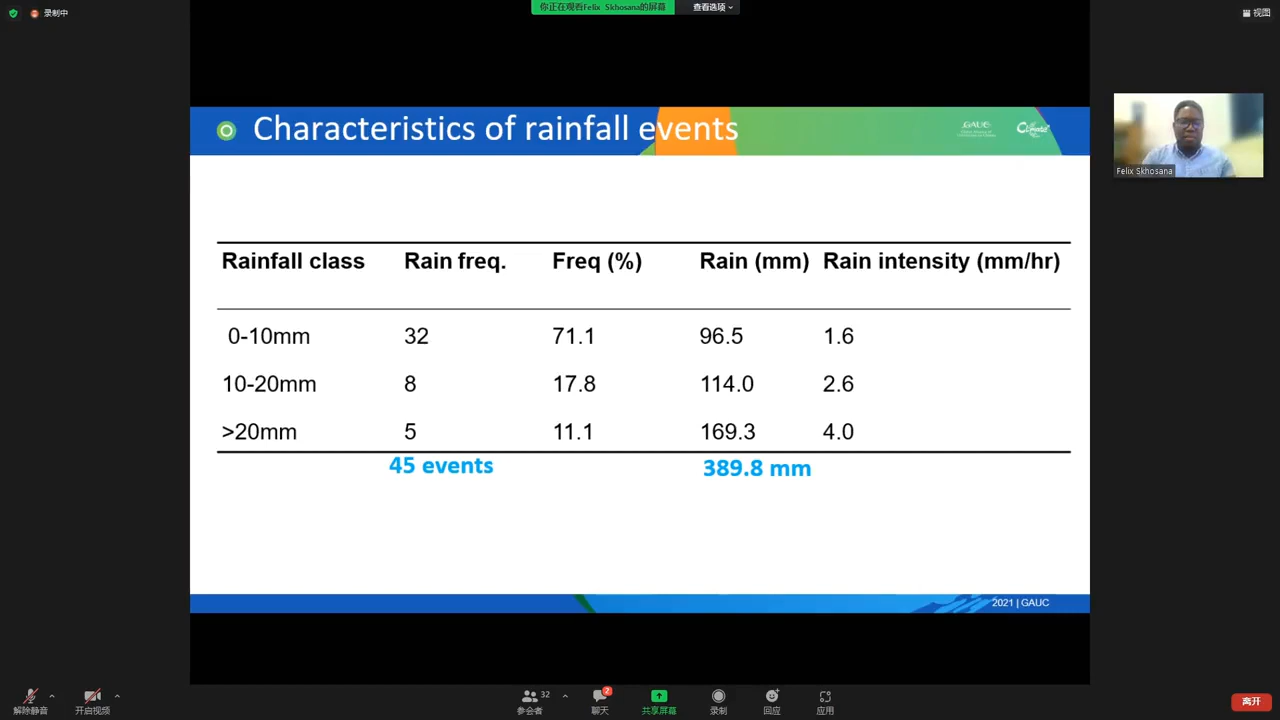 录制中
你正在观看Felix Skhosana的屏幕
查看选项
视图
Characteristics of rainfall events
GAUC
Climate
Felix Skhosana
Rainfall class Rain freq. Freq (%) Rain (mm) Rain intensity (mm/hr)
0-10mm 32 71.1 96.5 1.6
10-20mm 8 17.8 114.0 2.6
>20mm 5 11.1 169.3 4.0
45 events 389.8 mm
2021 | GAUC
解除静音
开启视频
32
参会者
2
聊天
共享屏幕
录制
回应
应用
离开